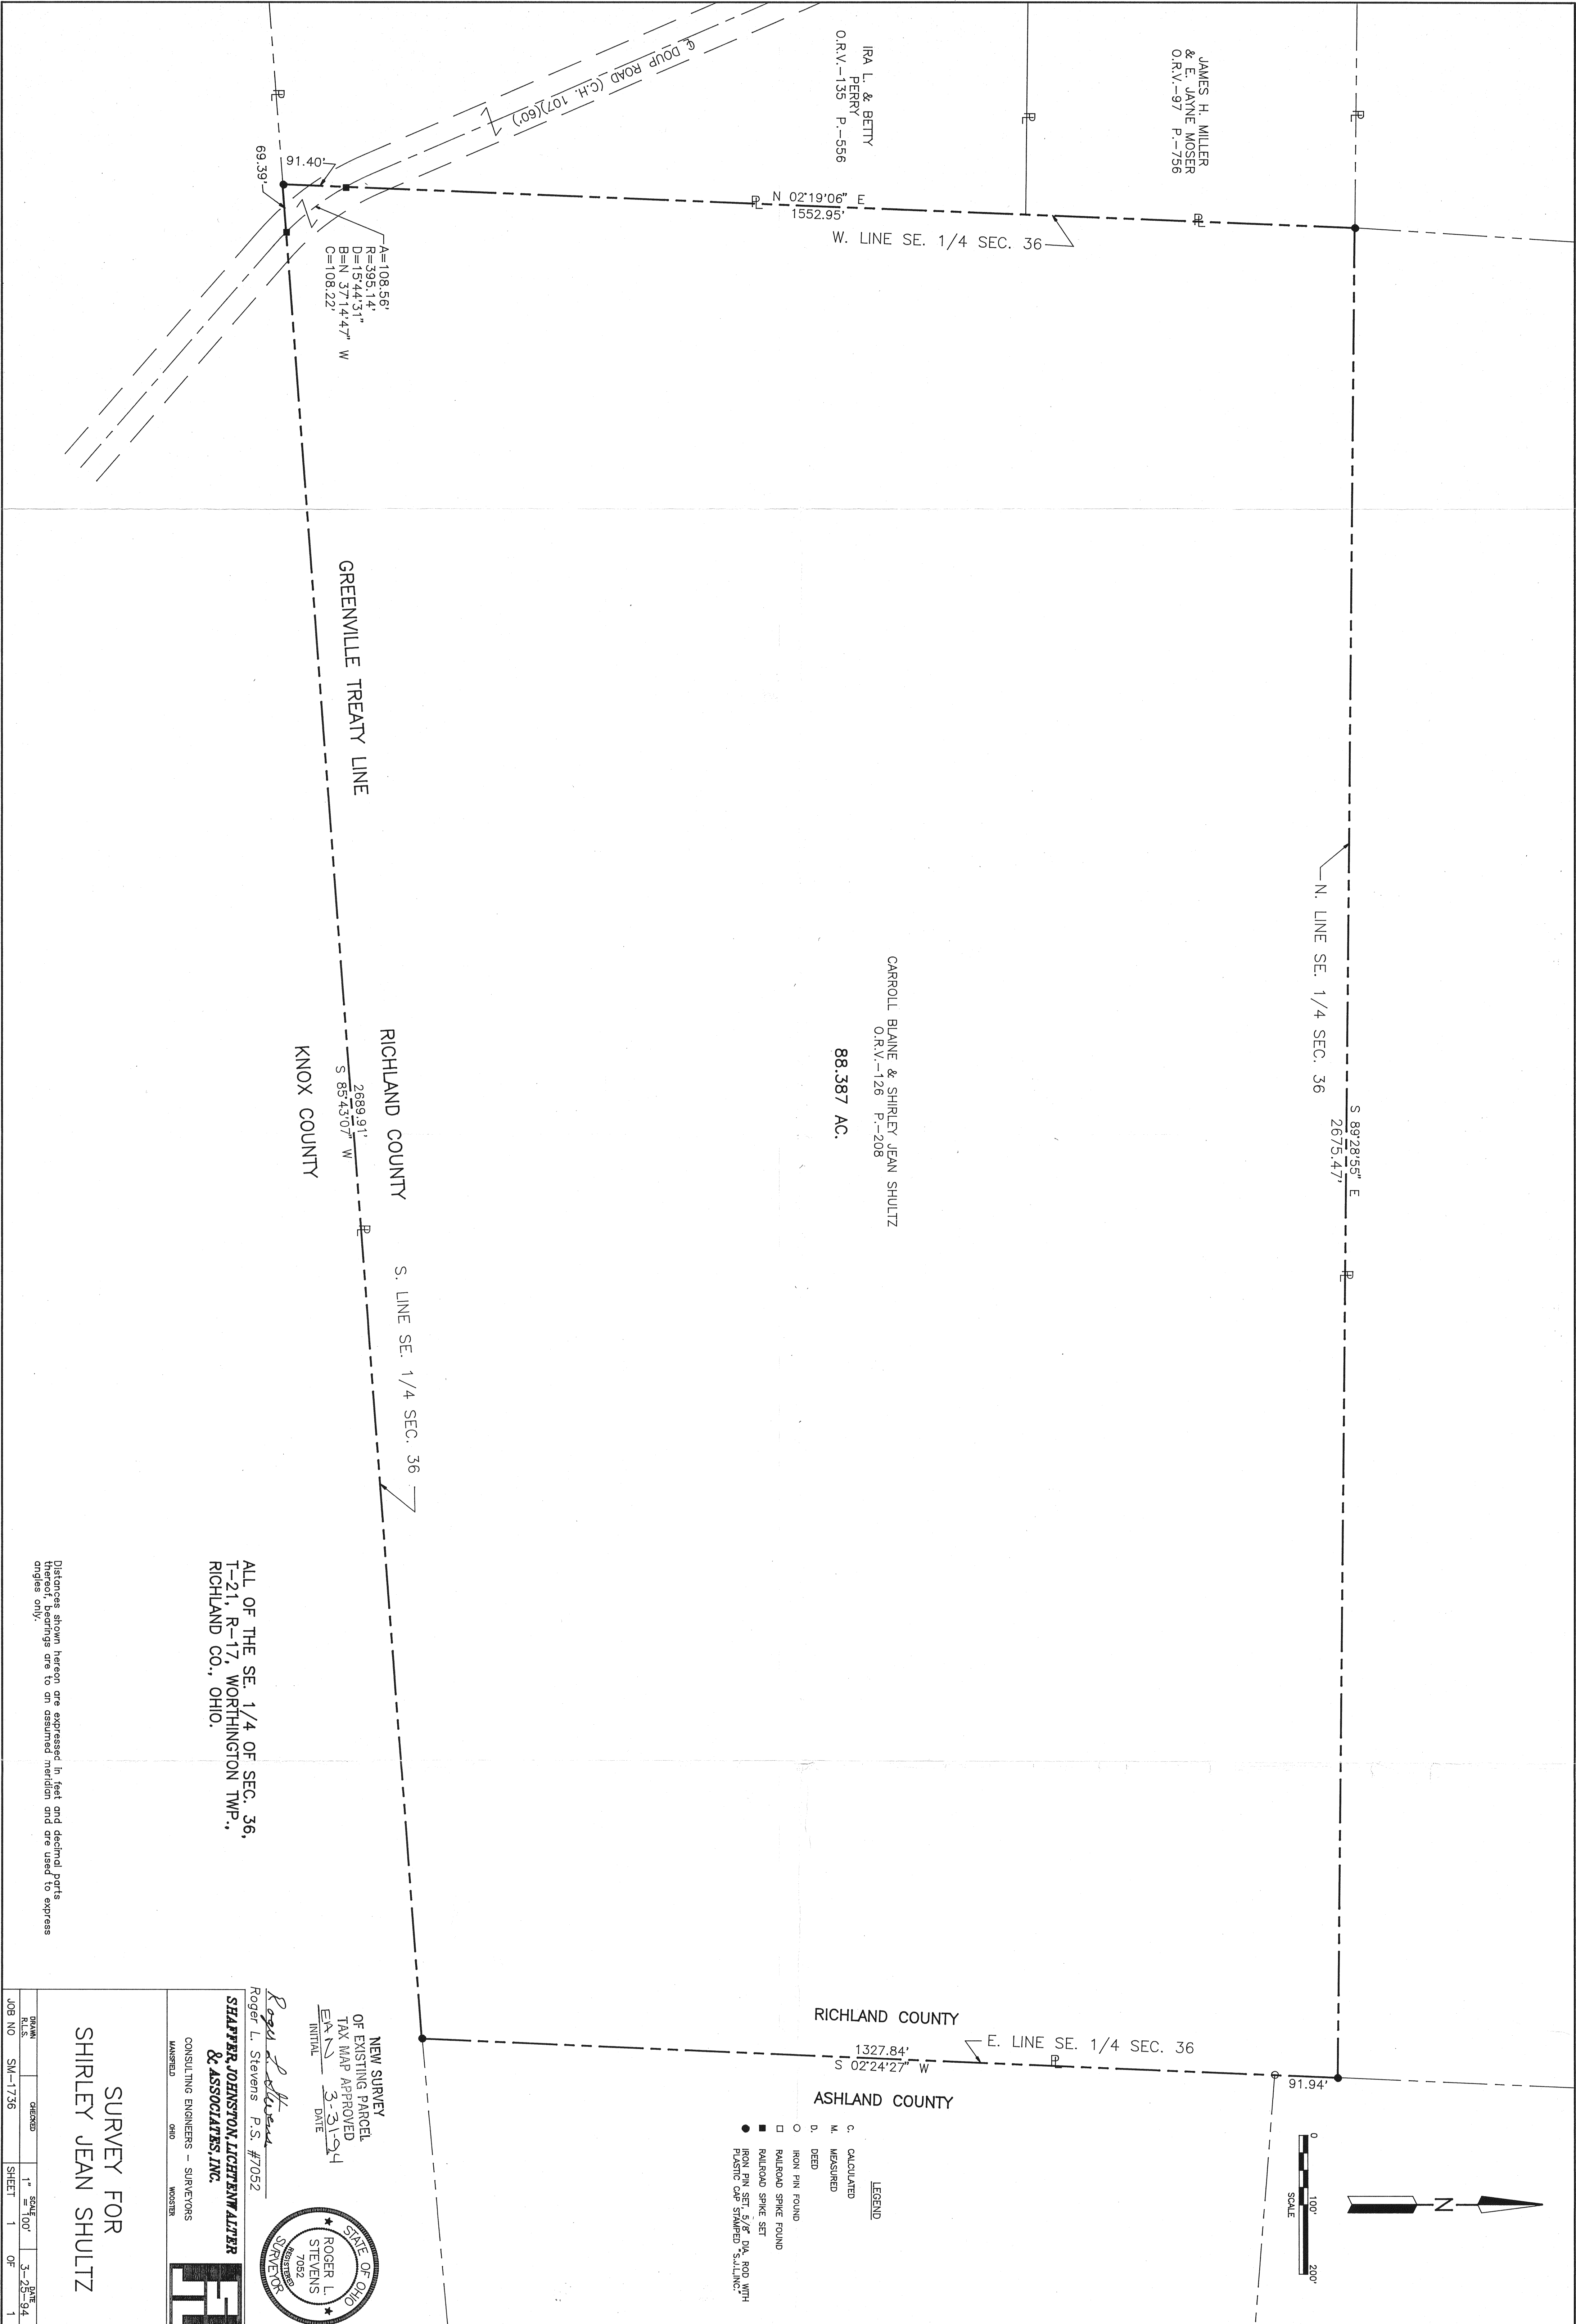 JAMES H. MILLER
& E. JAYNE MOSER
O.R.V.-97 P.-756
IRA L. & BETTY
PERRY
O.R.V.-135 P.-556
℄ DOUP ROAD (C.H. 107)(60')
91.40'
69.39'
N 02°19'06" E
1552.95'
W. LINE SE. 1/4 SEC. 36
A=108.56'
R=395.14'
D=15°44'31"
B=N 37°14'47" W
C=108.22'
N. LINE SE. 1/4 SEC. 36
S 89°28'55" E
2675.47'
GREENVILLE TREATY LINE
CARROLL BLAINE & SHIRLEY JEAN SHULTZ
O.R.V.-126 P.-208
88.387 AC.
RICHLAND COUNTY
2689.91'
S 85°43'07" W
KNOX COUNTY
S. LINE SE. 1/4 SEC. 36
PL
PL
PL
PL
PL
PL
PL
PL
RICHLAND COUNTY
E. LINE SE. 1/4 SEC. 36
1327.84'
S 02°24'27" W
91.94'
ASHLAND COUNTY
ALL OF THE SE. 1/4 OF SEC. 36,
T-21, R-17, WORTHINGTON TWP.,
RICHLAND CO., OHIO.
Distances shown hereon are expressed in feet and decimal parts
thereof, bearings are to an assumed meridian and are used to express
angles only.
N
0 100' 200'
SCALE
LEGEND
C. CALCULATED
M. MEASURED
D. DEED
○ IRON PIN FOUND
□ RAILROAD SPIKE FOUND
■ RAILROAD SPIKE SET
● IRON PIN SET, 5/8" DIA. ROD WITH
PLASTIC CAP STAMPED "S.J.L.INC."
NEW SURVEY
OF EXISTING PARCEL
TAX MAP APPROVED
EAN 3-31-94
INITIAL DATE
Roger L Stevens
Roger L. Stevens P.S. #7052
STATE OF OHIO
★ ROGER L. ★
STEVENS
7052
REGISTERED
SURVEYOR
SHAFFER, JOHNSTON, LICHTENWALTER
& ASSOCIATES, INC.
CONSULTING ENGINEERS - SURVEYORS
MANSFIELD OHIO WOOSTER
SURVEY FOR
SHIRLEY JEAN SHULTZ
DRAWN R.L.S. CHECKED SCALE 1" = 100' DATE 3-25-94
JOB NO SM-1736 SHEET 1 OF 1